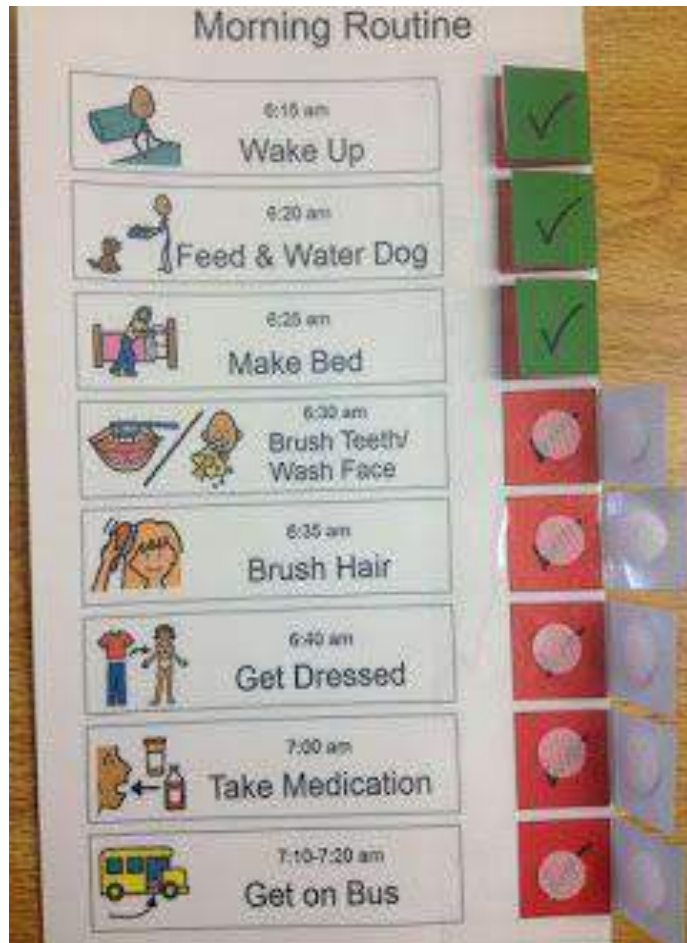 Morning Routine
6:15 am
Wake Up
6:20 am
Feed & Water Dog
6:25 am
Make Bed
6:30 am
Brush Teeth/
Wash Face
6:35 am
Brush Hair
6:40 am
Get Dressed
7:00 am
Take Medication
7:10-7:20 am
Get on Bus